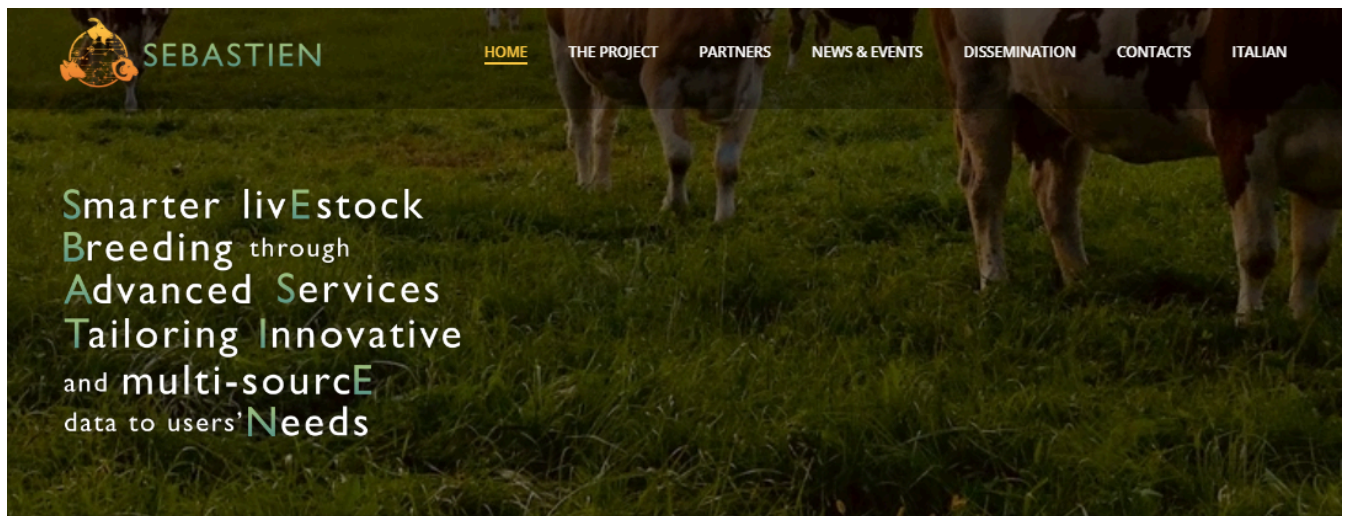 SEBASTIEN
HOME THE PROJECT PARTNERS NEWS & EVENTS DISSEMINATION CONTACTS ITALIAN
Smarter livEstock
Breeding through
Advanced Services
Tailoring Innovative
and multi-sourcE
data to users' Needs